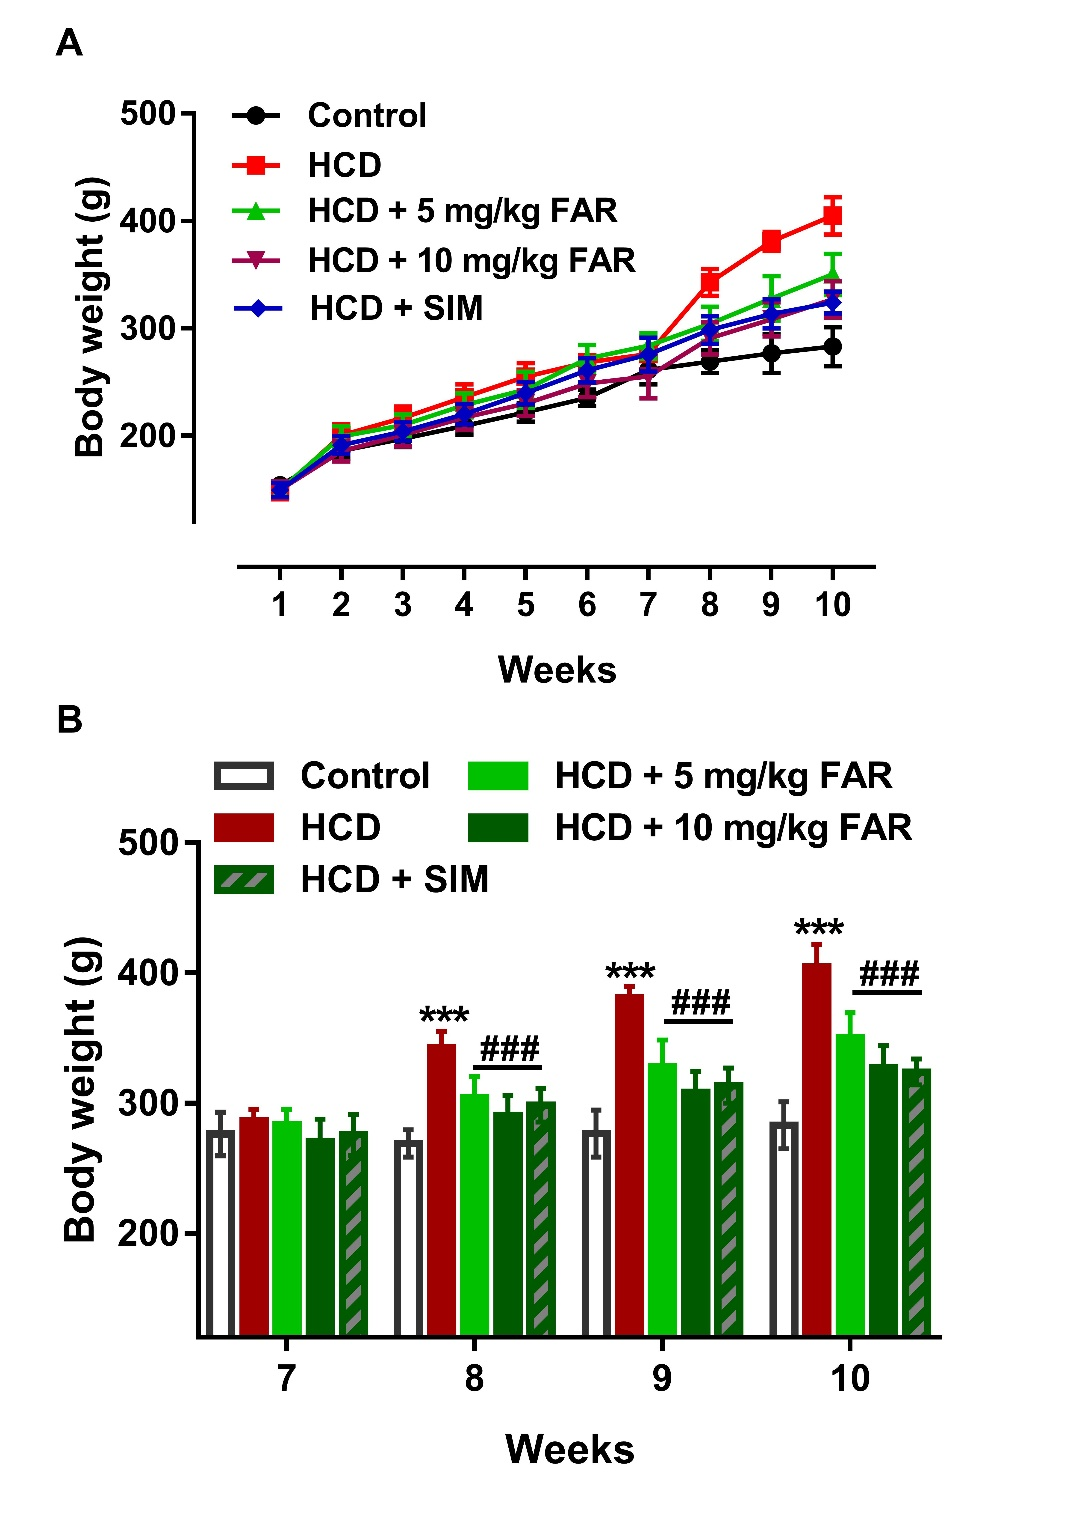 A
500
400
300
200
Body weight (g)
Control
HCD
HCD + 5 mg/kg FAR
HCD + 10 mg/kg FAR
HCD + SIM
1 2 3 4 5 6 7 8 9 10
Weeks
B
Control
HCD + 5 mg/kg FAR
HCD
HCD + 10 mg/kg FAR
HCD + SIM
500
400
300
200
Body weight (g)
***
###
***
###
***
###
7 8 9 10
Weeks